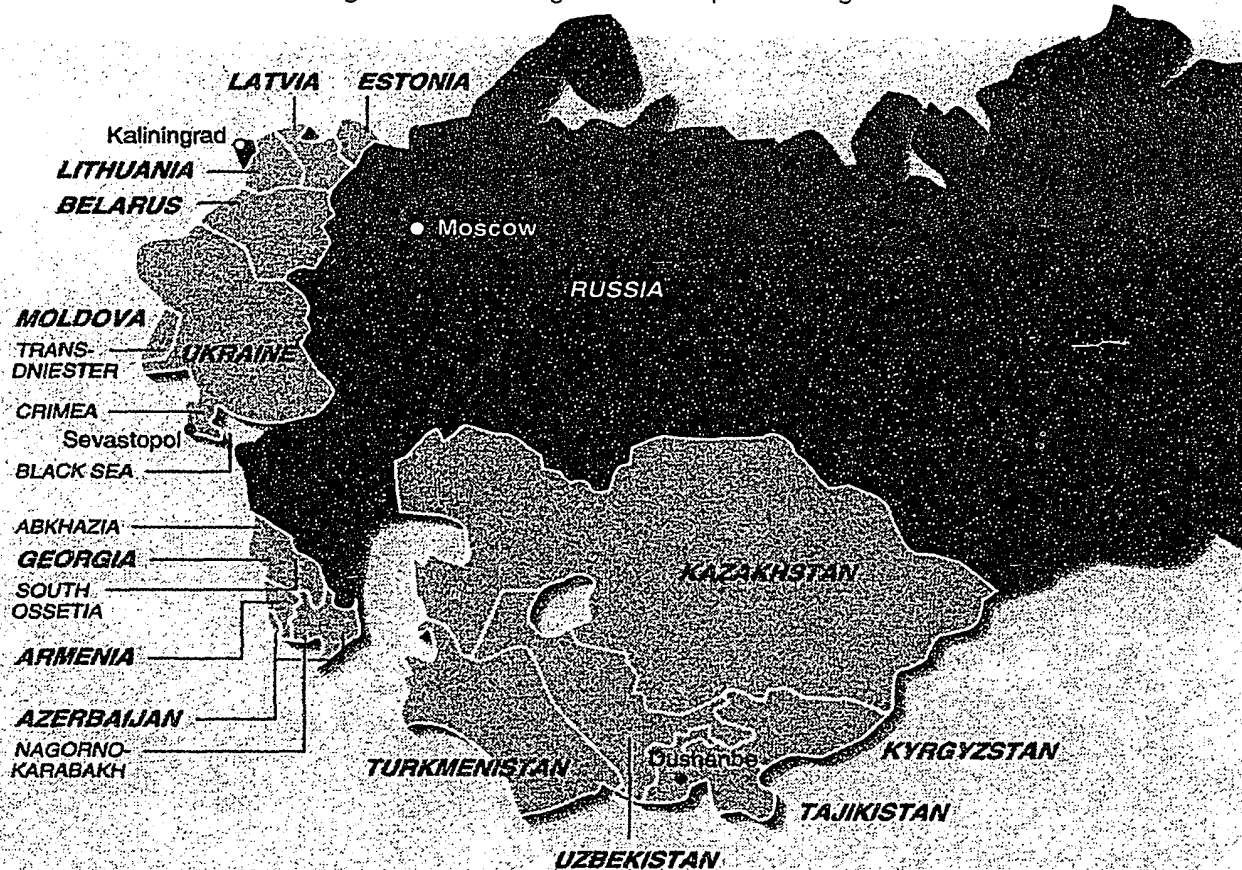 LATVIA
ESTONIA
Kaliningrad
LITHUANIA
BELARUS
Moscow
RUSSIA
MOLDOVA
TRANS-
DNIESTER
UKRAINE
CRIMEA
Sevastopol
BLACK SEA
ABKHAZIA
GEORGIA
SOUTH
OSSETIA
KAZAKHSTAN
ARMENIA
AZERBAIJAN
NAGORNO-
KARABAKH
TURKMENISTAN
Dushanbe
KYRGYZSTAN
TAJIKISTAN
UZBEKISTAN